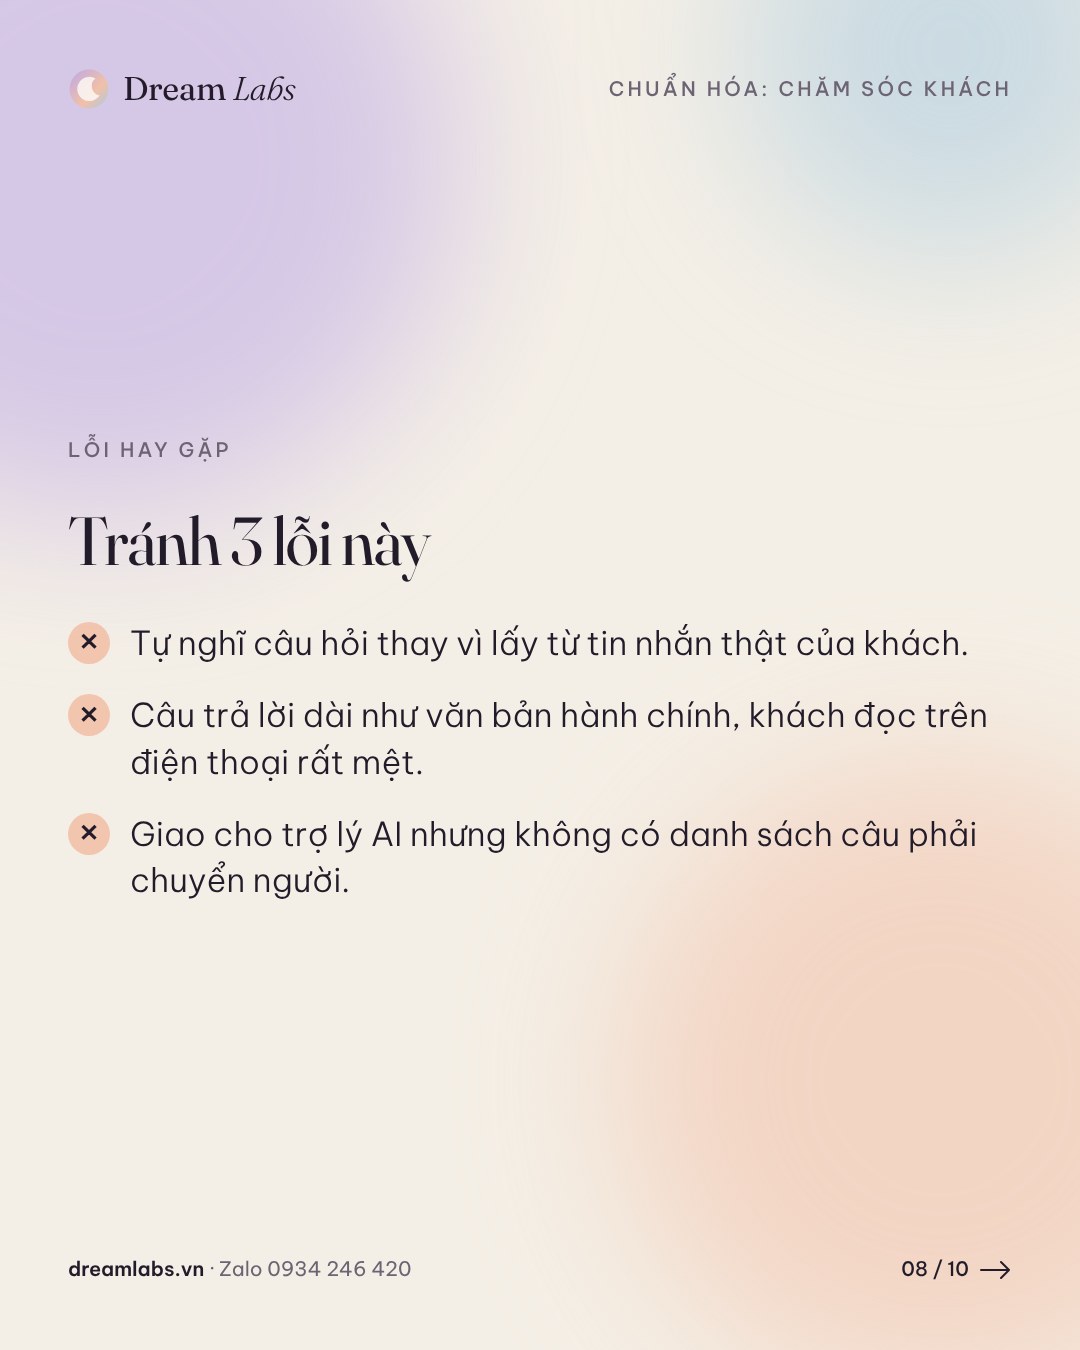 Dream Labs
CHUẨN HÓA: CHĂM SÓC KHÁCH
LỖI HAY GẶP
Tránh 3 lỗi này
Tự nghĩ câu hỏi thay vì lấy từ tin nhắn thật của khách.
Câu trả lời dài như văn bản hành chính, khách đọc trên
điện thoại rất mệt.
Giao cho trợ lý AI nhưng không có danh sách câu phải
chuyển người.
dreamlabs.vn · Zalo 0934 246 420
08 / 10 →